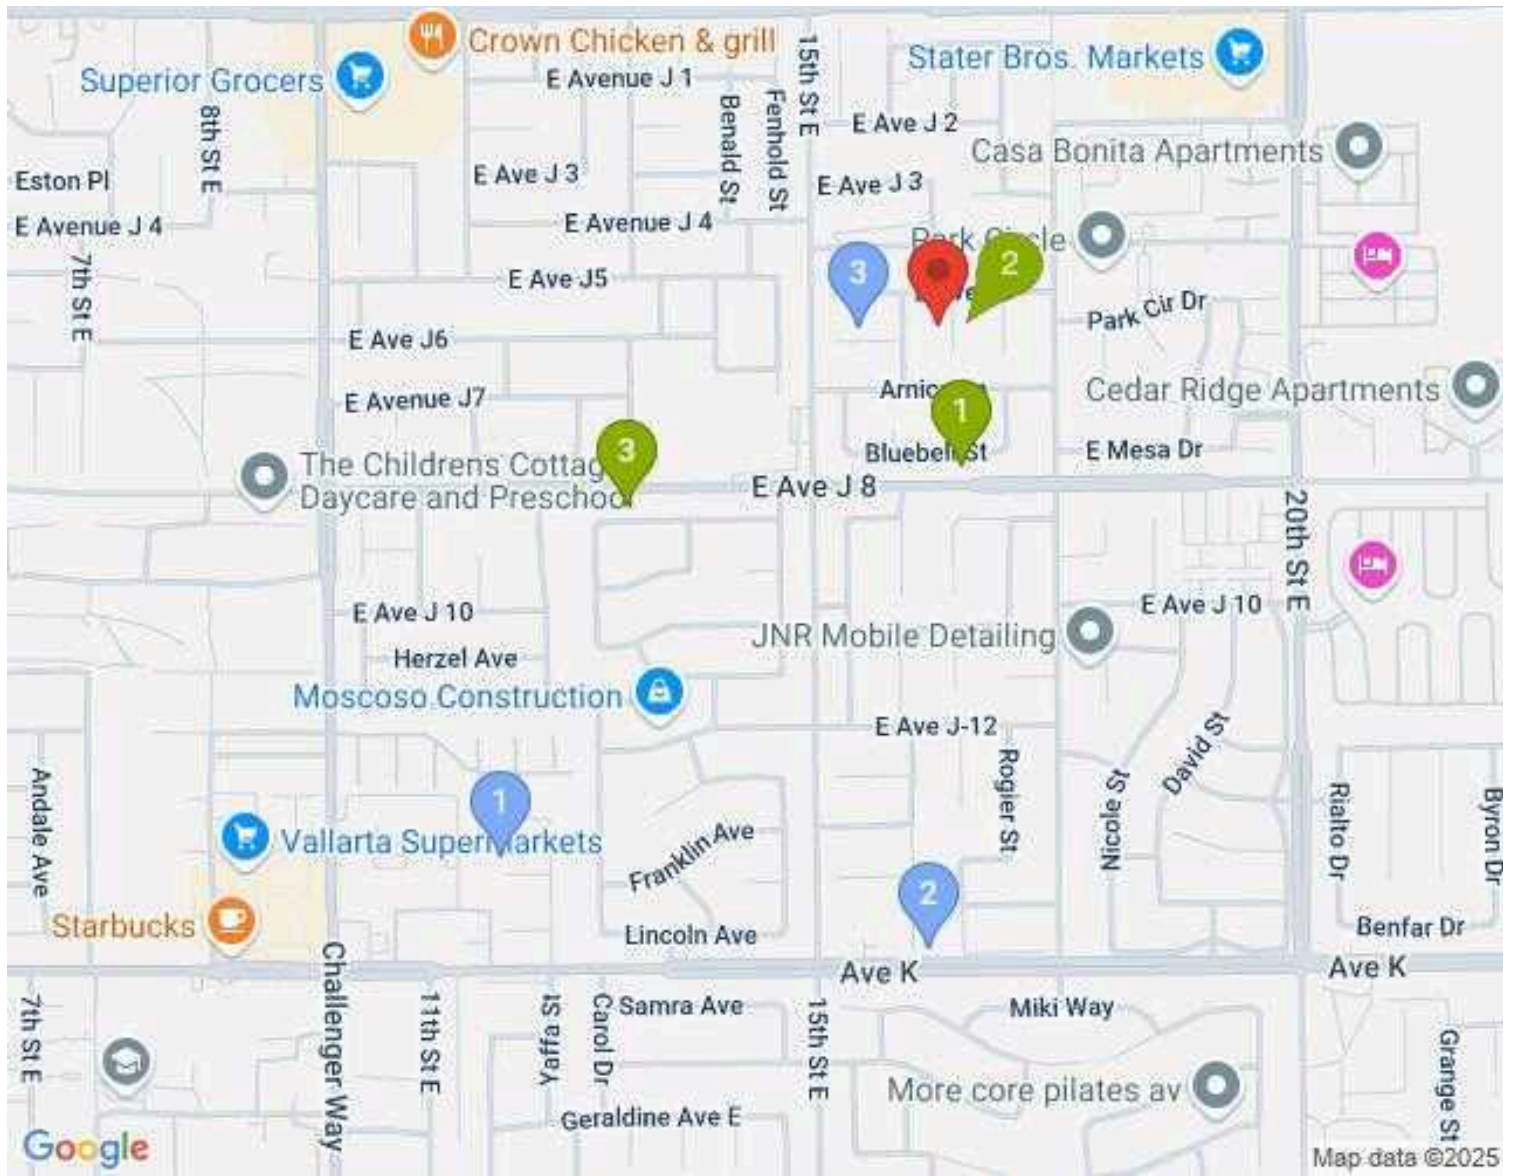 Crown Chicken & grill
Superior Grocers
8th St E
E Avenue J 1
Benald St
Fenhold St
15th St E
Stater Bros. Markets
E Ave J 2
Casa Bonita Apartments
Eston Pl
E Ave J 3
E Ave J 3
E Avenue J 4
E Avenue J 4
7th St E
Park Circle
E Ave J5
3
2
Park Cir Dr
E Ave J6
E Avenue J7
Cedar Ridge Apartments
1
Bluebell St
E Mesa Dr
3
The Childrens Cottage
Daycare and Preschool
E Ave J 8
20th St E
E Ave J 10
E Ave J 10
JNR Mobile Detailing
Herzel Ave
Moscoso Construction
E Ave J-12
Rogier St
Nicole St
David St
Andale Ave
Rialto Dr
Byron Dr
1
Vallarta Supermarkets
Franklin Ave
2
Starbucks
Lincoln Ave
Benfar Dr
Challenger Way
Ave K
Ave K
7th St E
11th St E
Yaffa St
Carol Dr
Samra Ave
15th St E
Miki Way
Grange St
More core pilates av
Geraldine Ave E
Google
Map data ©2025